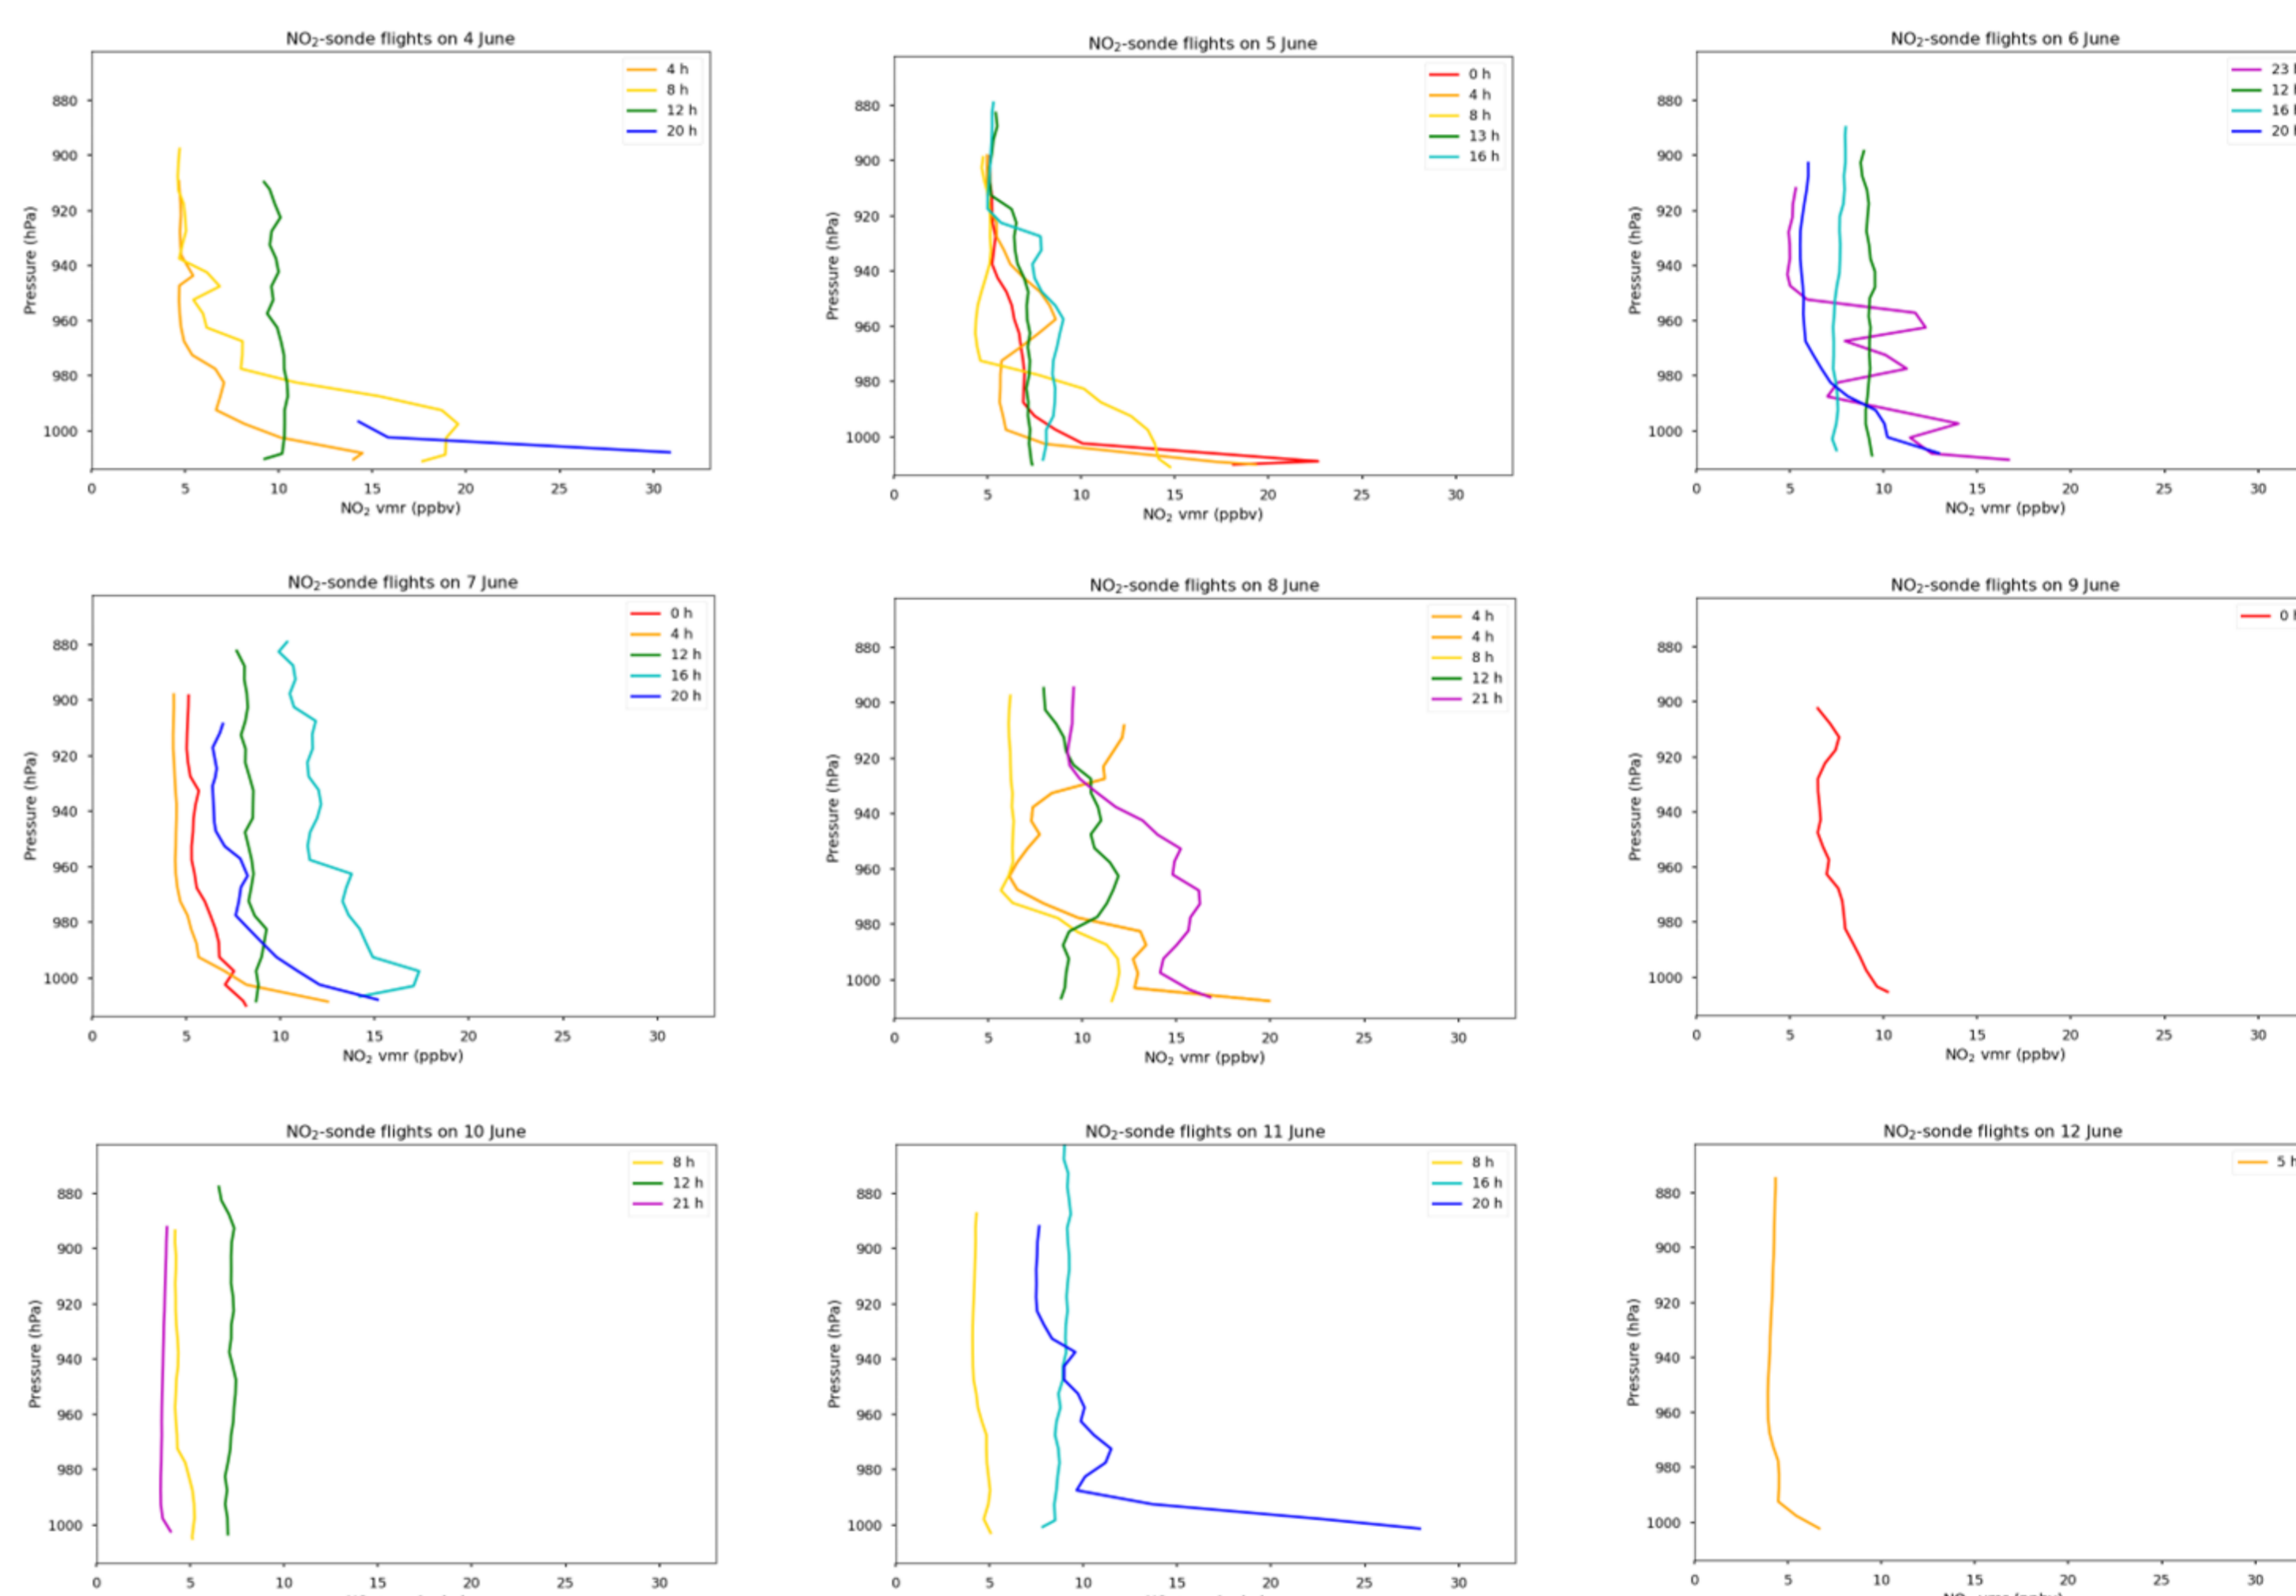 NO₂-sonde flights on 4 June
4 h
8 h
12 h
20 h
880
900
920
940
960
980
1000
Pressure (hPa)
0 5 10 15 20 25 30
NO₂ vmr (ppbv)
NO₂-sonde flights on 5 June
0 h
4 h
8 h
13 h
16 h
880
900
920
940
960
980
1000
Pressure (hPa)
0 5 10 15 20 25 30
NO₂ vmr (ppbv)
NO₂-sonde flights on 6 June
23
12
16
20
880
900
920
940
960
980
1000
Pressure (hPa)
0 5 10 15 20 25 30
NO₂ vmr (ppbv)
NO₂-sonde flights on 7 June
0 h
4 h
12 h
16 h
20 h
880
900
920
940
960
980
1000
Pressure (hPa)
0 5 10 15 20 25 30
NO₂ vmr (ppbv)
NO₂-sonde flights on 8 June
4 h
4 h
8 h
12 h
21 h
880
900
920
940
960
980
1000
Pressure (hPa)
0 5 10 15 20 25 30
NO₂ vmr (ppbv)
NO₂-sonde flights on 9 June
0
880
900
920
940
960
980
1000
Pressure (hPa)
0 5 10 15 20 25 30
NO₂ vmr (ppbv)
NO₂-sonde flights on 10 June
8 h
12 h
21 h
880
900
920
940
960
980
1000
Pressure (hPa)
0 5 10 15 20 25 30
NO₂-sonde flights on 11 June
8 h
16 h
20 h
880
900
920
940
960
980
1000
Pressure (hPa)
0 5 10 15 20 25 30
NO₂-sonde flights on 12 June
5
880
900
920
940
960
980
1000
Pressure (hPa)
0 5 10 15 20 25 30